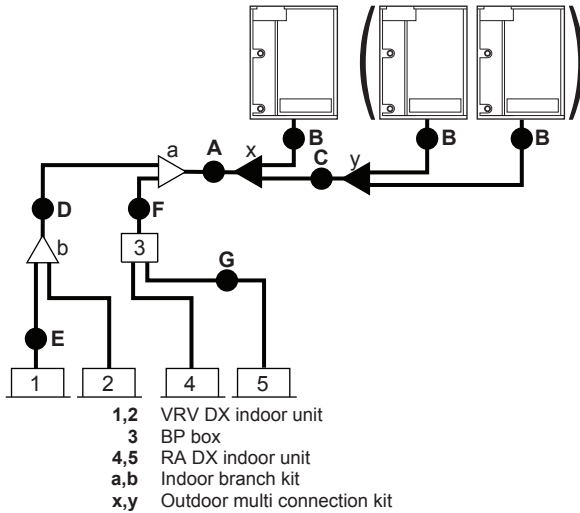 B B B
a A x C y
D F
b 3
G
E
1 2 4 5
1,2 VRV DX indoor unit
3 BP box
4,5 RA DX indoor unit
a,b Indoor branch kit
x,y Outdoor multi connection kit